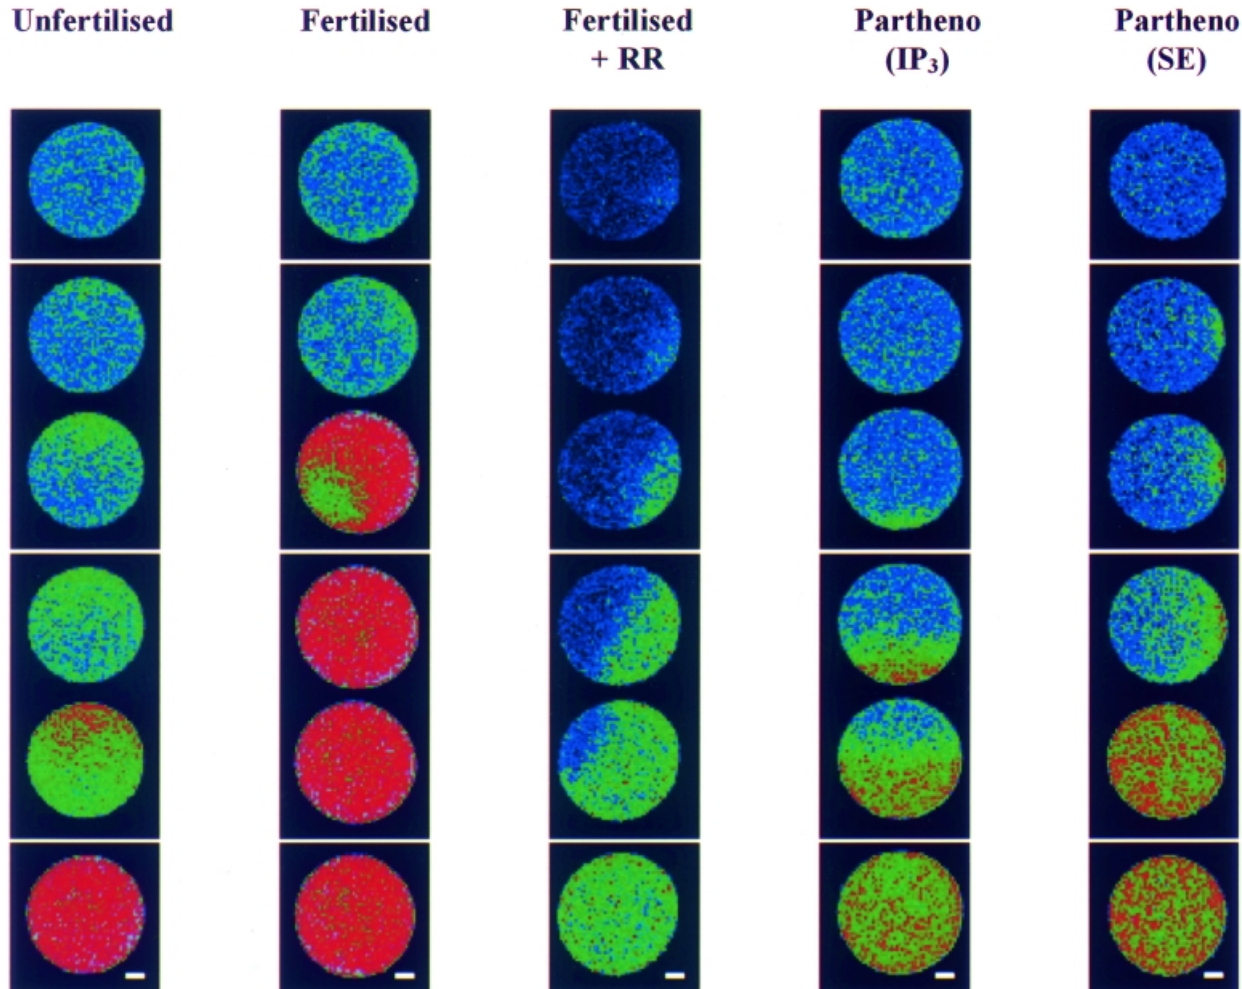 Unfertilised
Fertilised
Fertilised
+ RR
Partheno
(IP₃)
Partheno
(SE)